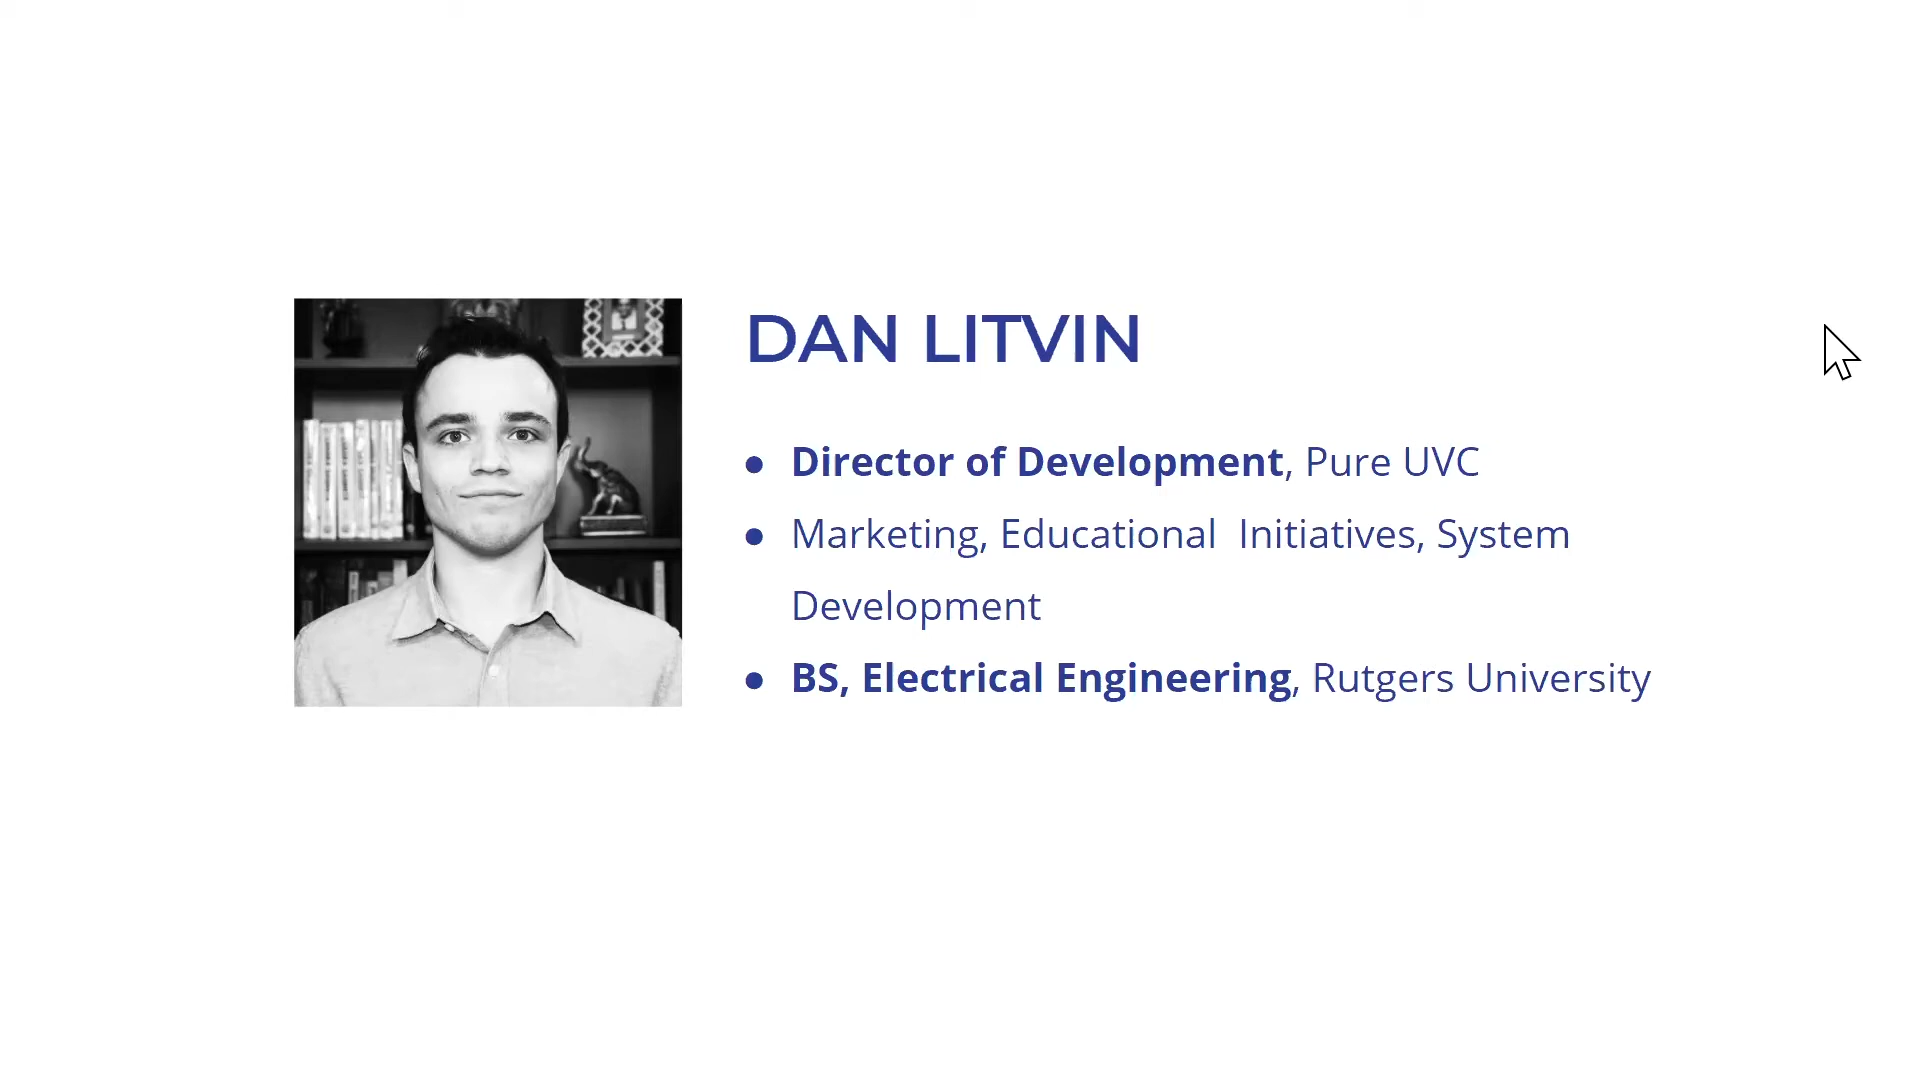 DAN LITVIN
● Director of Development, Pure UVC
● Marketing, Educational  Initiatives, System
Development
● BS, Electrical Engineering, Rutgers University